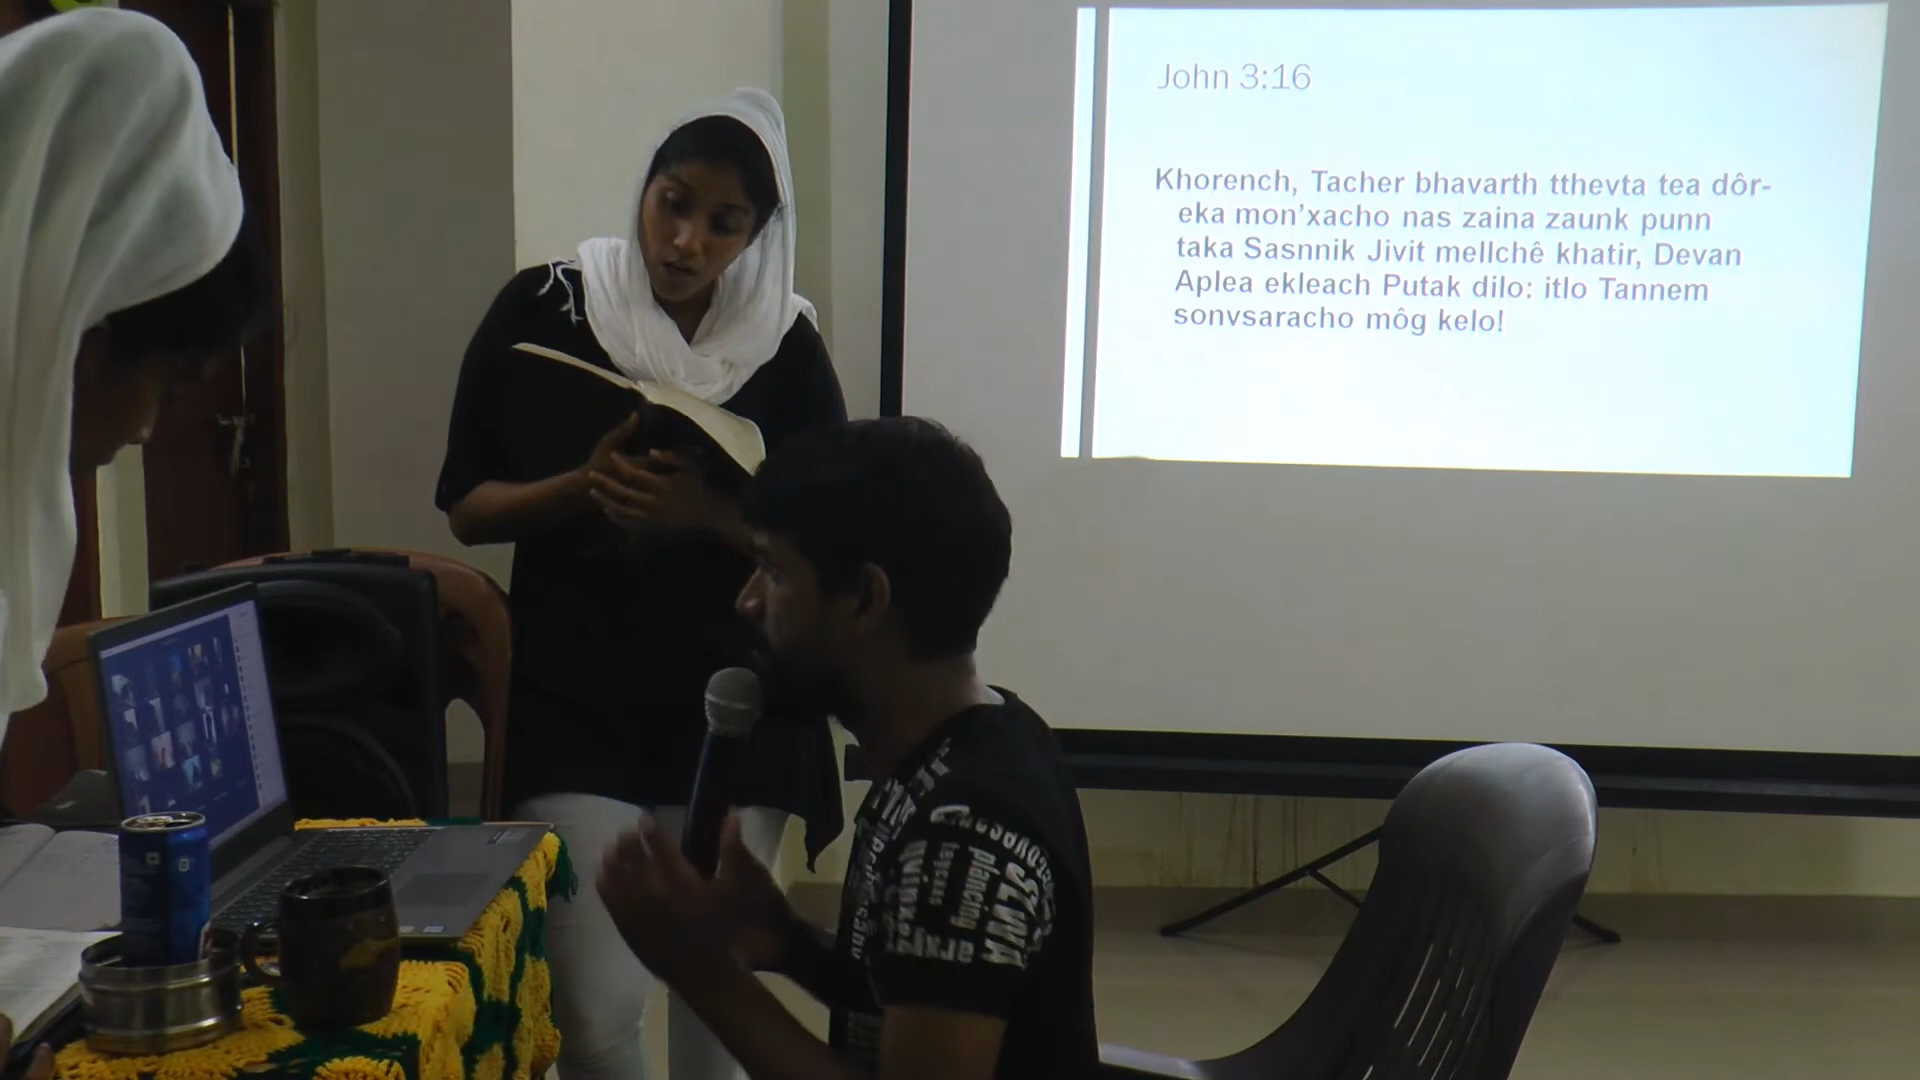 John 3:16
Khorench, Tacher bhavarth tthevta tea dôr-
eka mon’xacho nas zaina zaunk punn
taka Sasnnik Jivit mellchê khatir, Devan
Aplea ekleach Putak dilo: itlo Tannem
sonvsaracho môg kelo!
plancing